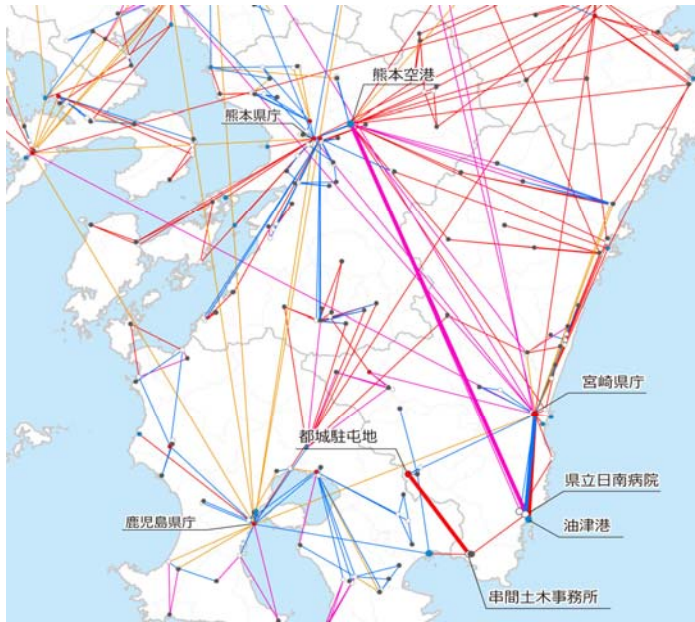 熊本空港
熊本県庁
宮崎県庁
都城駐屯地
県立日南病院
鹿児島県庁
油津港
串間土木事務所